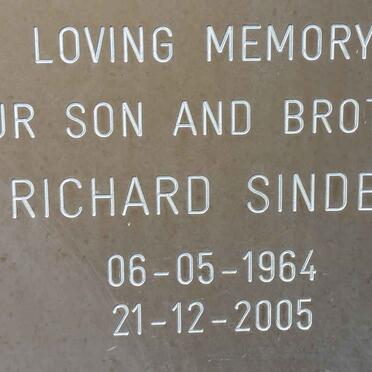 LOVING MEMORY
UR SON AND BROT
RICHARD SINDE
06-05-1964
21-12-2005